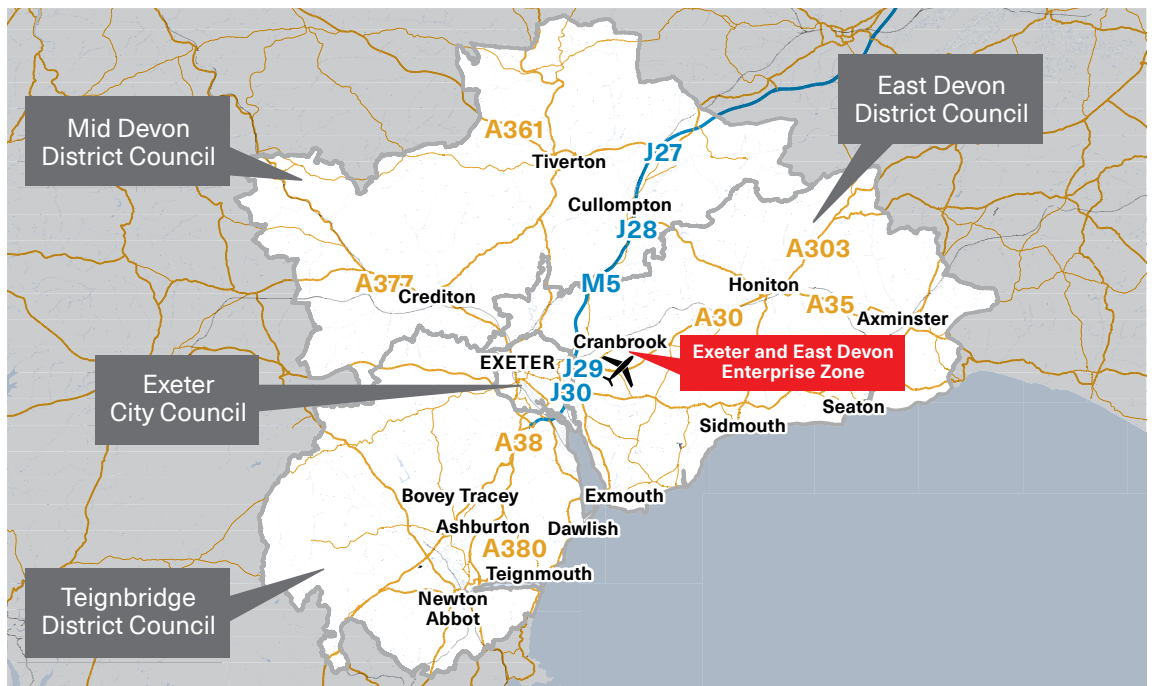 East Devon
District Council
Mid Devon
District Council
A361
Tiverton
J27
Cullompton
J28
A303
M5
A377
Crediton
Honiton
A35
A30
Axminster
Cranbrook
Exeter and East Devon
Enterprise Zone
EXETER
J29
J30
Exeter
City Council
Seaton
Sidmouth
A38
Bovey Tracey
Exmouth
Ashburton
Dawlish
A380
Teignmouth
Newton
Abbot
Teignbridge
District Council